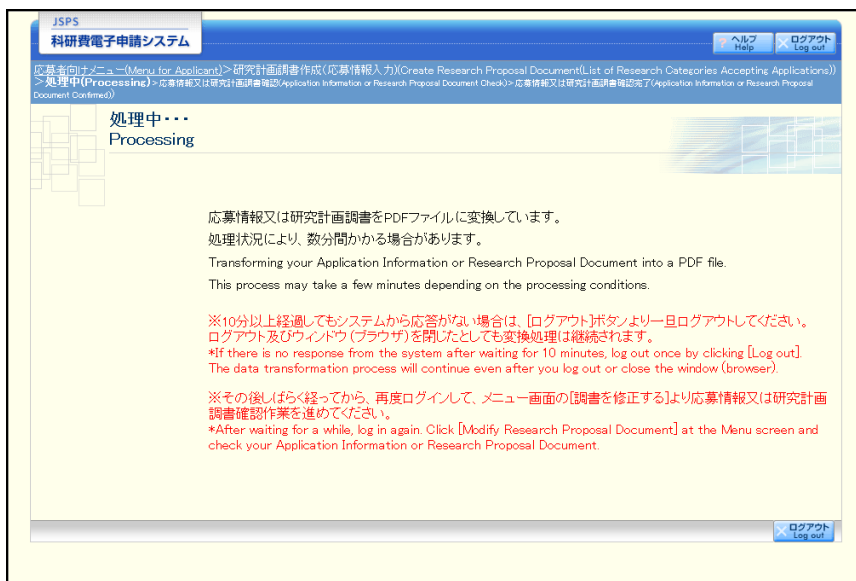 JSPS
科研費電子申請システム
ヘルプ
Help
ログアウト
Log out
応募者向けメニュー(Menu for Applicant)>研究計画調書作成(応募情報入力)(Create Research Proposal Document(List of Research Categories Accepting Applications))
>処理中(Processing)>応募情報又は研究計画調書確認(Application Information or Research Proposal Document Check)>応募情報又は研究計画調書確認完了(Application Information or Research Proposal
Document Confirmed))
処理中・・・
Processing
応募情報又は研究計画調書をPDFファイルに変換しています。
処理状況により、数分間かかる場合があります。
Transforming your Application Information or Research Proposal Document into a PDF file.
This process may take a few minutes depending on the processing conditions.
※10分以上経過してもシステムから応答がない場合は、[ログアウト]ボタンより一旦ログアウトしてください。
ログアウト及びウィンドウ(ブラウザ)を閉じたとしても変換処理は継続されます。
*If there is no response from the system after waiting for 10 minutes, log out once by clicking [Log out].
The data transformation process will continue even after you log out or close the window (browser).
※その後しばらく経ってから、再度ログインして、メニュー画面の[調書を修正する]より応募情報又は研究計画
調書確認作業を進めてください。
*After waiting for a while, log in again. Click [Modify Research Proposal Document] at the Menu screen and
check your Application Information or Research Proposal Document.
ログアウト
Log out